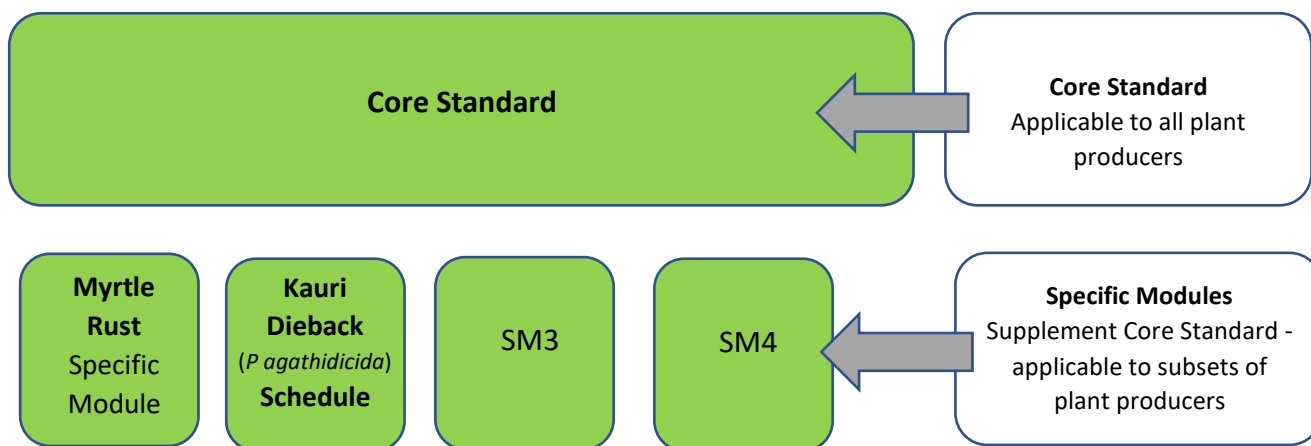 Core Standard
Core Standard
Applicable to all plant
producers
Myrtle
Rust
Specific
Module
Kauri
Dieback
(P agathidicida)
Schedule
SM3
SM4
Specific Modules
Supplement Core Standard -
applicable to subsets of
plant producers